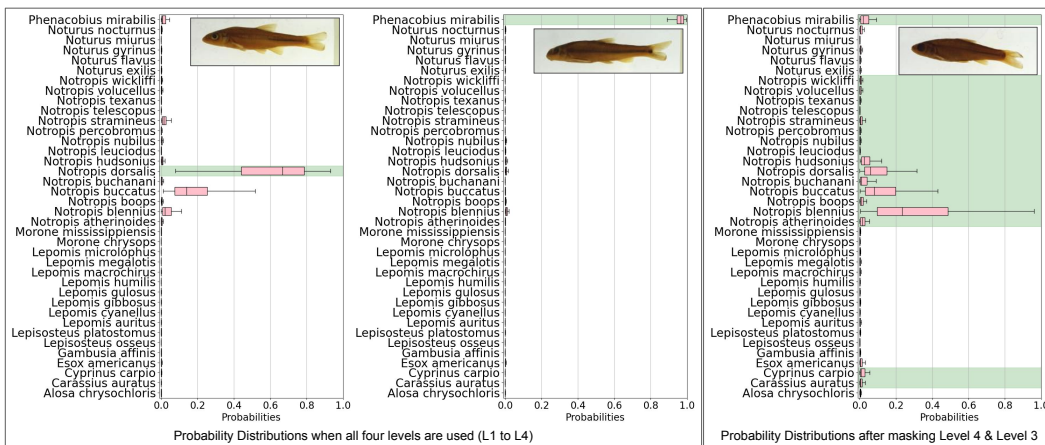 Phenacobius mirabilis
Noturus nocturnus
Noturus miurus
Noturus gyrinus
Noturus flavus
Noturus exilis
Notropis wickliffi
Notropis volucellus
Notropis texanus
Notropis telescopus
Notropis stramineus
Notropis percobromus
Notropis nubilus
Notropis leuciodus
Notropis hudsonius
Notropis dorsalis
Notropis buchanani
Notropis buccatus
Notropis boops
Notropis blennius
Notropis atherinoides
Morone mississippiensis
Morone chrysops
Lepomis microlophus
Lepomis megalotis
Lepomis macrochirus
Lepomis humilis
Lepomis gulosus
Lepomis gibbosus
Lepomis cyanellus
Lepomis auritus
Lepisosteus platostomus
Lepisosteus osseus
Gambusia affinis
Esox americanus
Cyprinus carpio
Carassius auratus
Alosa chrysochloris
0.0 0.2 0.4 0.6 0.8 1.0
Probabilities
Phenacobius mirabilis
Noturus nocturnus
Noturus miurus
Noturus gyrinus
Noturus flavus
Noturus exilis
Notropis wickliffi
Notropis volucellus
Notropis texanus
Notropis telescopus
Notropis stramineus
Notropis percobromus
Notropis nubilus
Notropis leuciodus
Notropis hudsonius
Notropis dorsalis
Notropis buchanani
Notropis buccatus
Notropis boops
Notropis blennius
Notropis atherinoides
Morone mississippiensis
Morone chrysops
Lepomis microlophus
Lepomis megalotis
Lepomis macrochirus
Lepomis humilis
Lepomis gulosus
Lepomis gibbosus
Lepomis cyanellus
Lepomis auritus
Lepisosteus platostomus
Lepisosteus osseus
Gambusia affinis
Esox americanus
Cyprinus carpio
Carassius auratus
Alosa chrysochloris
0.0 0.2 0.4 0.6 0.8 1.0
Probabilities
Probability Distributions when all four levels are used (L1 to L4)
Phenacobius mirabilis
Noturus nocturnus
Noturus miurus
Noturus gyrinus
Noturus flavus
Noturus exilis
Notropis wickliffi
Notropis volucellus
Notropis texanus
Notropis telescopus
Notropis stramineus
Notropis percobromus
Notropis nubilus
Notropis leuciodus
Notropis hudsonius
Notropis dorsalis
Notropis buchanani
Notropis buccatus
Notropis boops
Notropis blennius
Notropis atherinoides
Morone mississippiensis
Morone chrysops
Lepomis microlophus
Lepomis megalotis
Lepomis macrochirus
Lepomis humilis
Lepomis gulosus
Lepomis gibbosus
Lepomis cyanellus
Lepomis auritus
Lepisosteus platostomus
Lepisosteus osseus
Gambusia affinis
Esox americanus
Cyprinus carpio
Carassius auratus
Alosa chrysochloris
0.0 0.2 0.4 0.6 0.8 1.0
Probabilities
Probability Distributions after masking Level 4 & Level 3